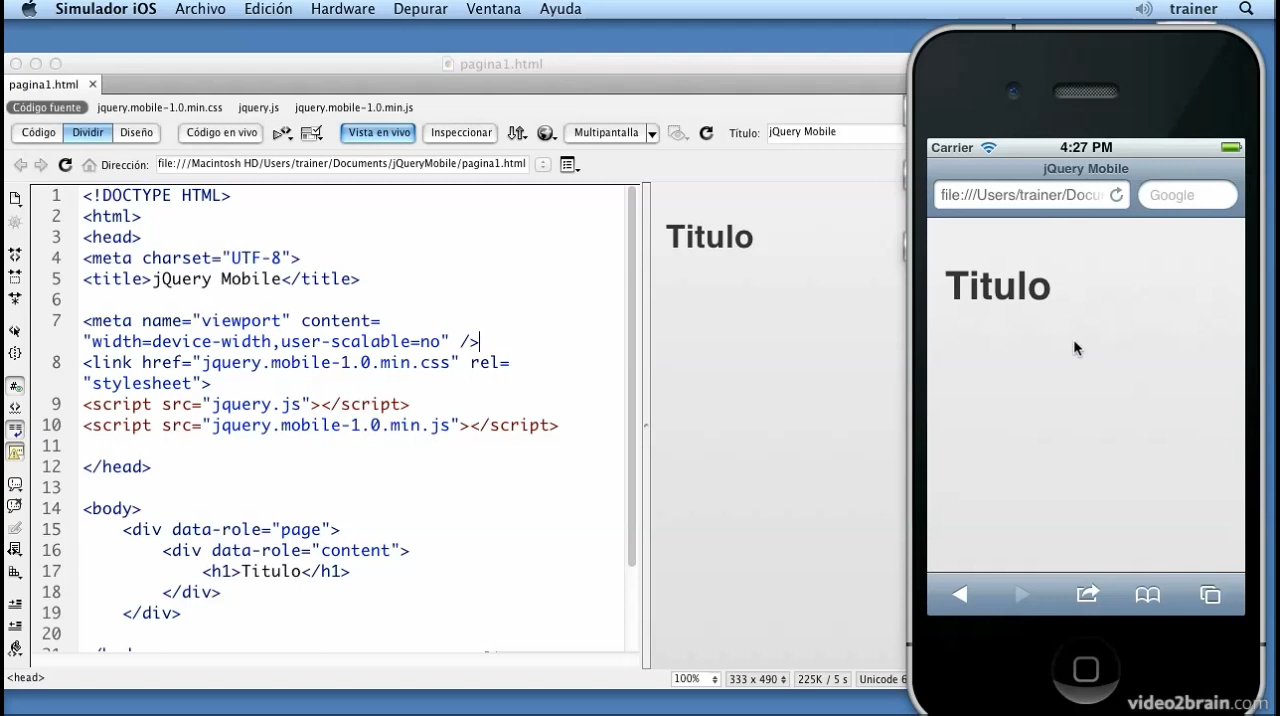 Simulador iOS Archivo Edición Hardware Depurar Ventana Ayuda trainer
pagina1.html
pagina1.html
Código fuente jquery.mobile-1.0.min.css jquery.js jquery.mobile-1.0.min.js
Código Dividir Diseño Código en vivo Vista en vivo Inspeccionar Multipantalla Título: jQuery Mobile
Dirección: file:///Macintosh HD/Users/trainer/Documents/jQueryMobile/pagina1.html
1 <!DOCTYPE HTML>
2 <html>
3 <head>
4 <meta charset="UTF-8">
5 <title>jQuery Mobile</title>
6
7 <meta name="viewport" content=
"width=device-width,user-scalable=no" />
8 <link href="jquery.mobile-1.0.min.css" rel=
"stylesheet">
9 <script src="jquery.js"></script>
10 <script src="jquery.mobile-1.0.min.js"></script>
11
12 </head>
13
14 <body>
15 <div data-role="page">
16 <div data-role="content">
17 <h1>Titulo</h1>
18 </div>
19 </div>
20
<head>
Titulo
100% 333 x 490 225K / 5 s Unicode
Carrier 4:27 PM
jQuery Mobile
file:///Users/trainer/Docu Google
Titulo
video2brain.com